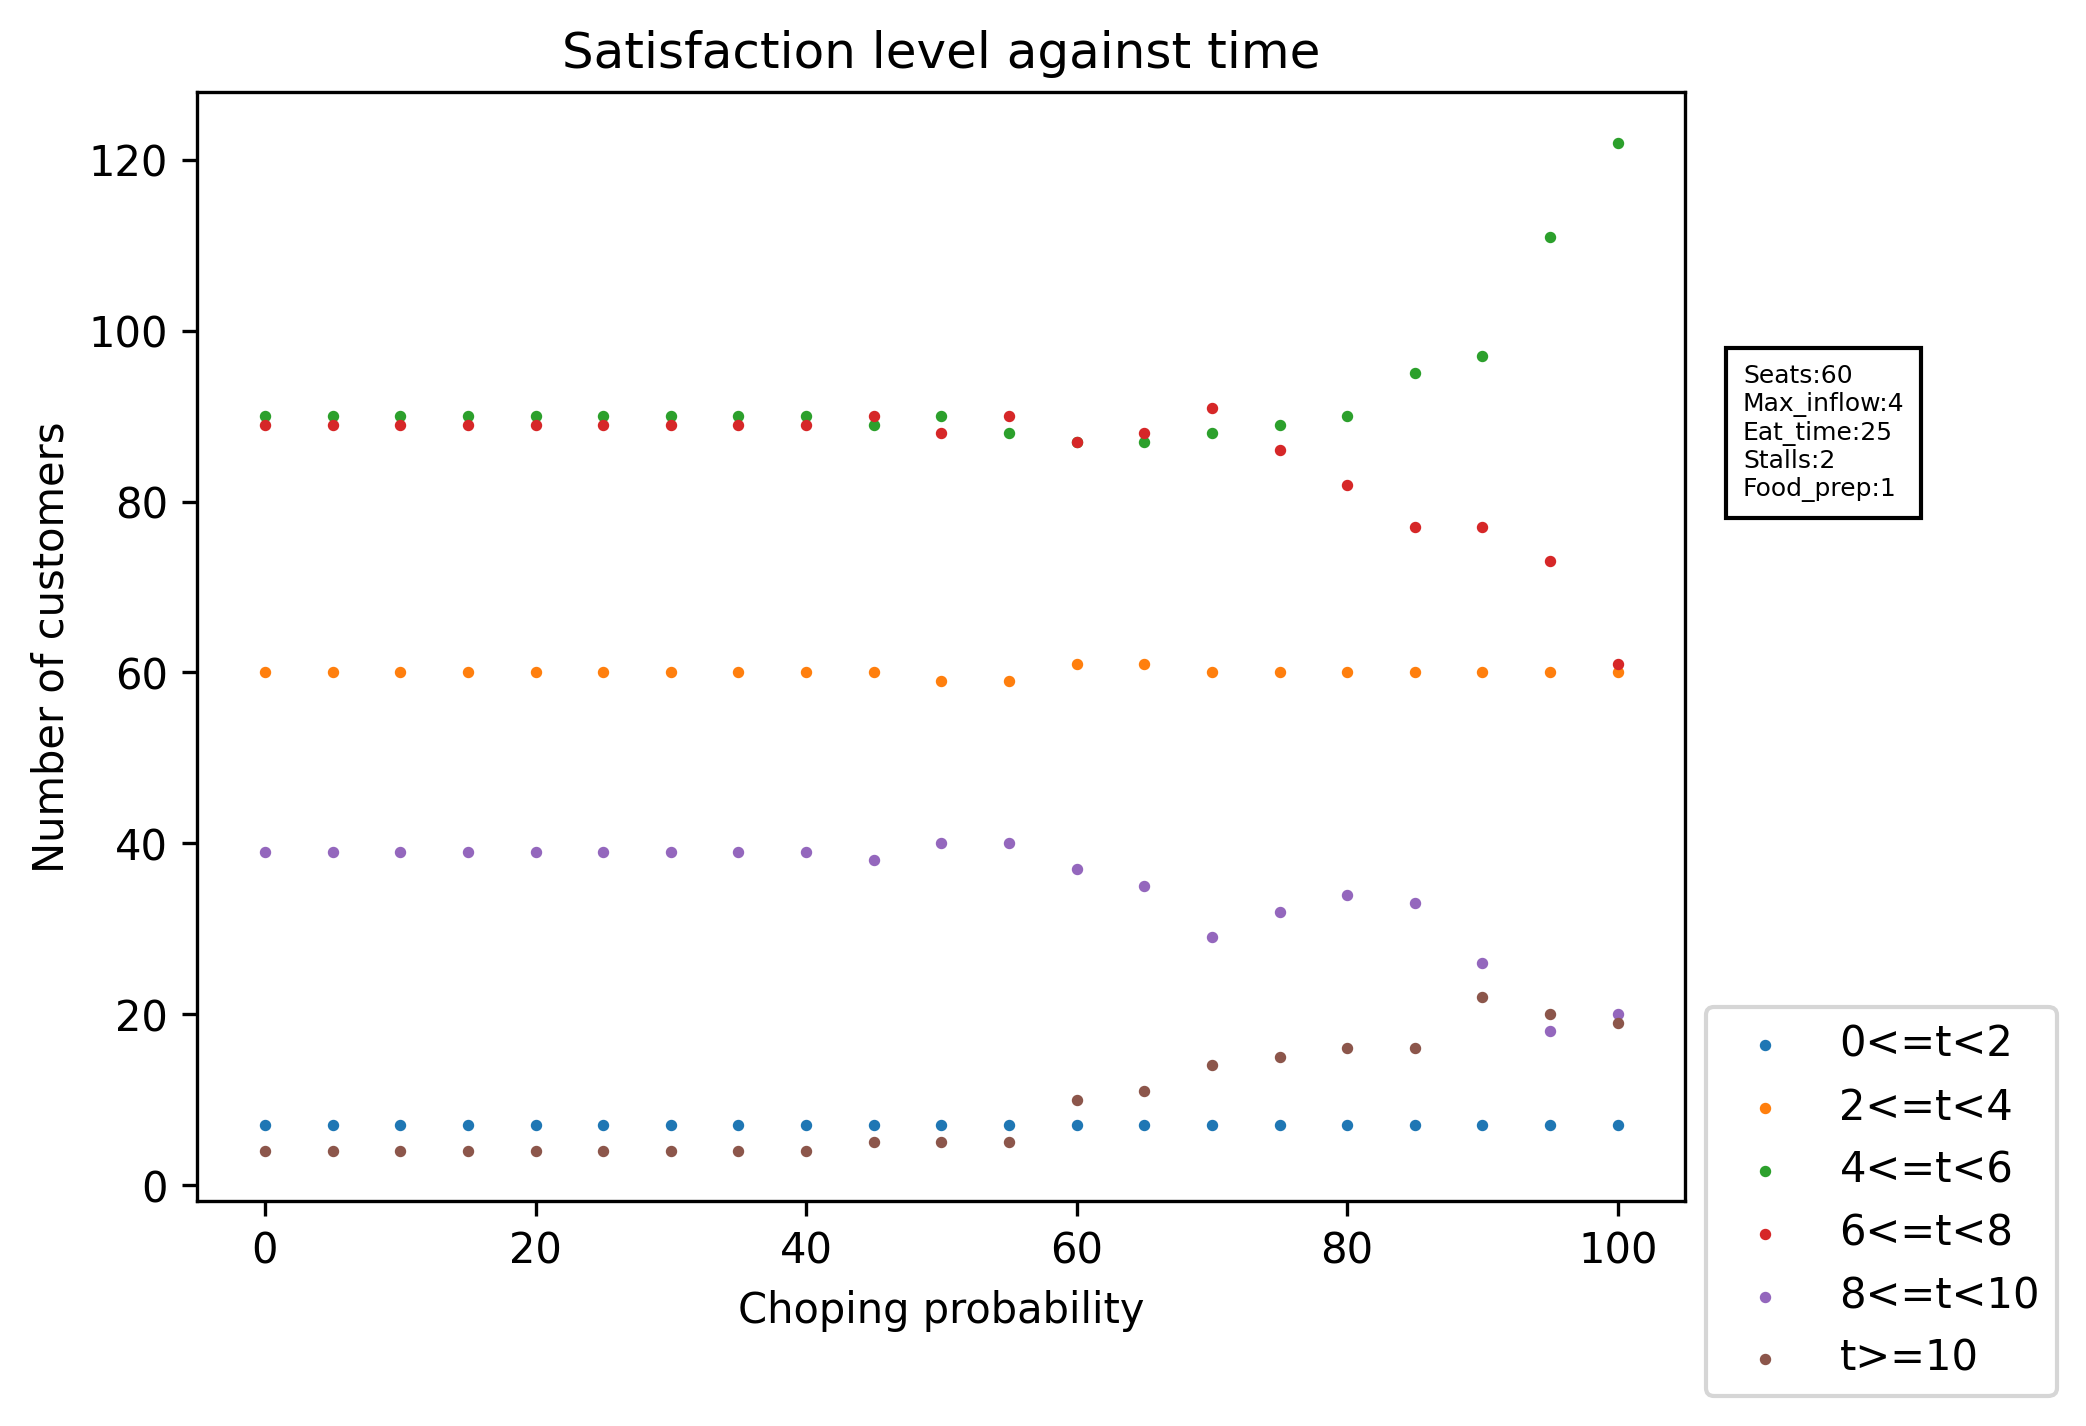 Satisfaction level against time
120
100
80
60
40
20
0
Number of customers
0 20 40 60 80 100
Choping probability
Seats:60
Max_inflow:4
Eat_time:25
Stalls:2
Food_prep:1
0<=t<2
2<=t<4
4<=t<6
6<=t<8
8<=t<10
t>=10